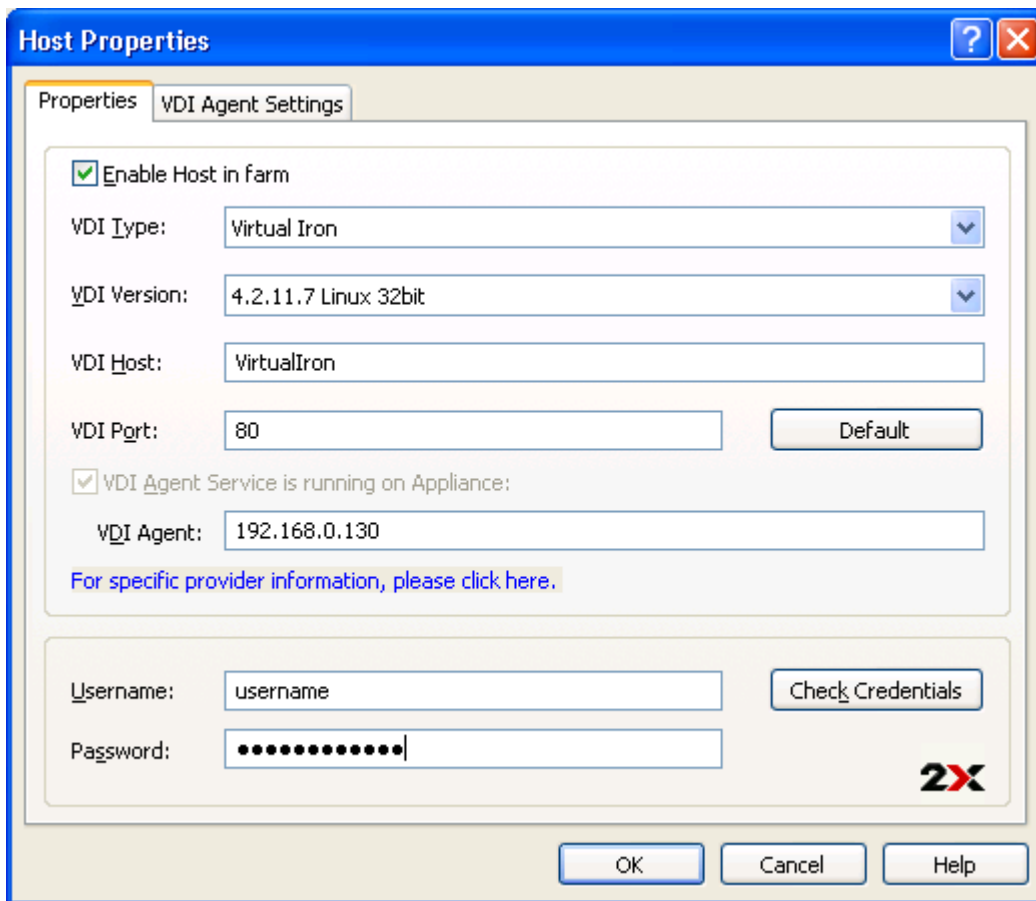 Host Properties
Properties
VDI Agent Settings
Enable Host in farm
VDI Type: Virtual Iron
VDI Version: 4.2.11.7 Linux 32bit
VDI Host: VirtualIron
VDI Port: 80 Default
VDI Agent Service is running on Appliance:
VDI Agent: 192.168.0.130
For specific provider information, please click here.
Username: username Check Credentials
Password: ●●●●●●●●●●●●
2X
OK Cancel Help